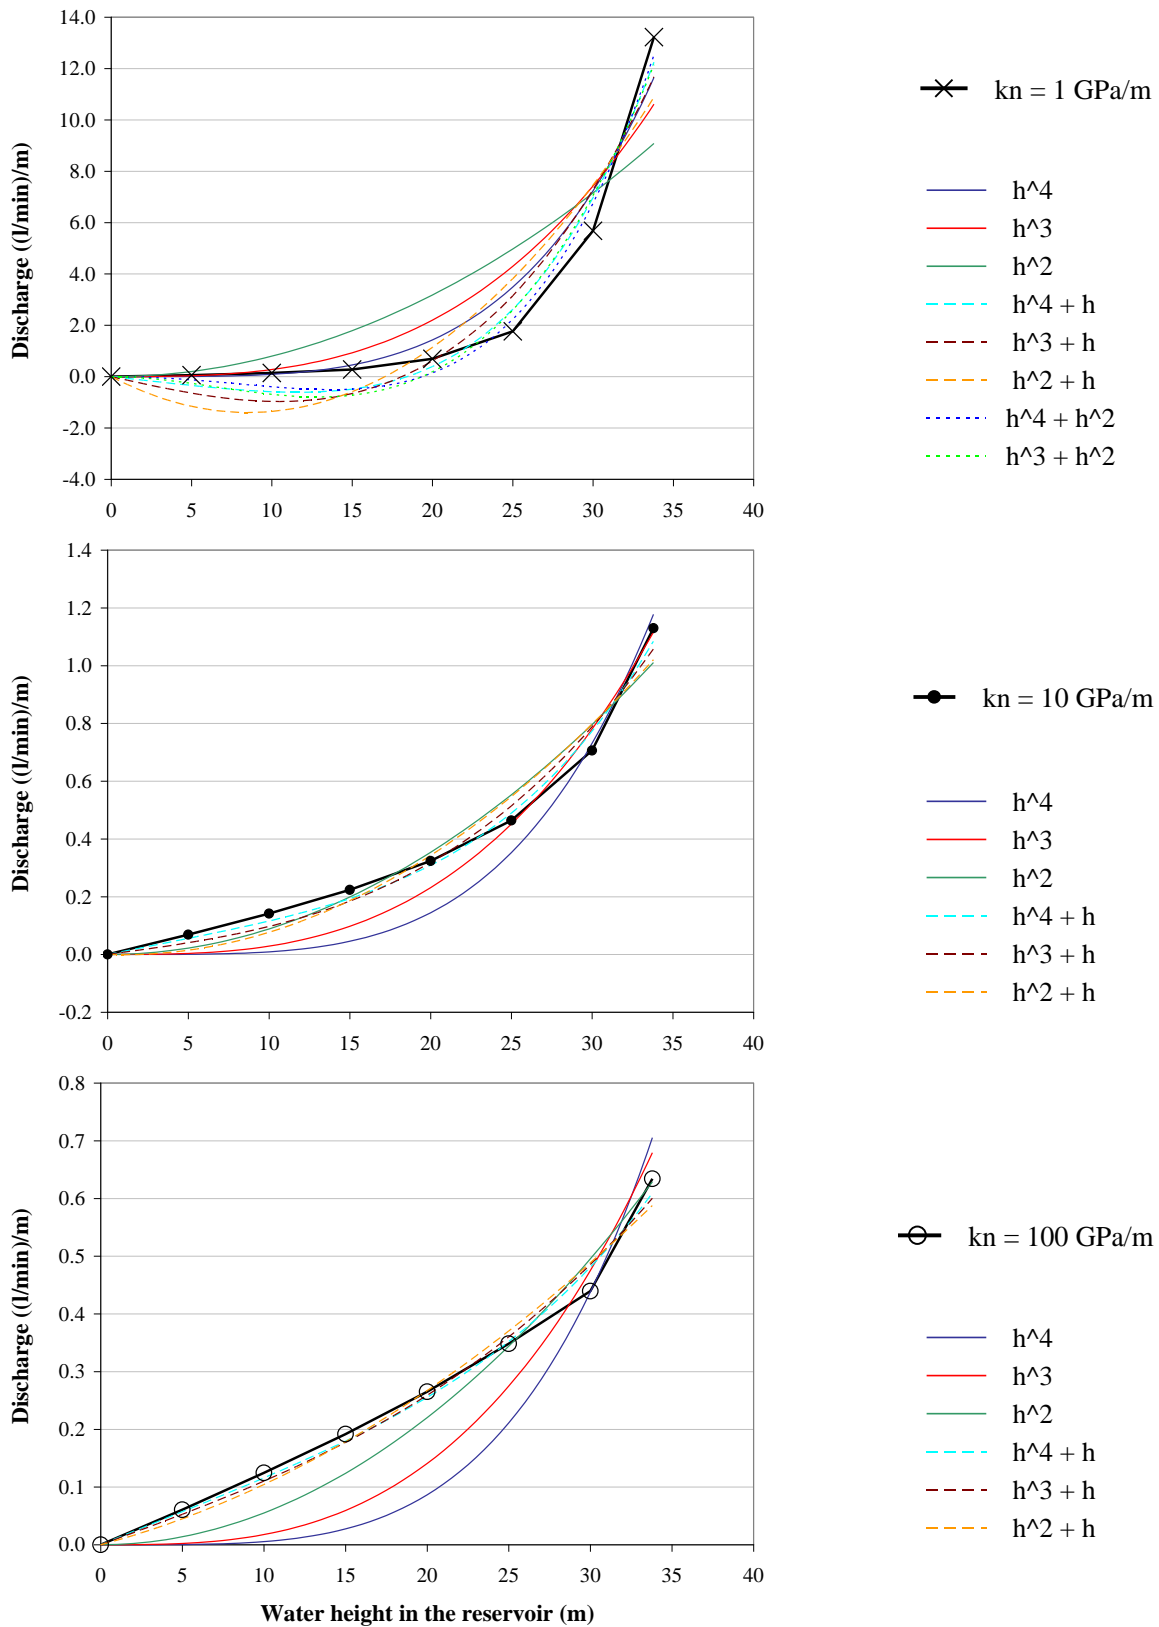 14.0
12.0
10.0
8.0
6.0
4.0
2.0
0.0
-2.0
-4.0
Discharge ((l/min)/m)
0 5 10 15 20 25 30 35 40
kn = 1 GPa/m
h^4
h^3
h^2
h^4 + h
h^3 + h
h^2 + h
h^4 + h^2
h^3 + h^2
1.4
1.2
1.0
0.8
0.6
0.4
0.2
0.0
-0.2
Discharge ((l/min)/m)
0 5 10 15 20 25 30 35 40
kn = 10 GPa/m
h^4
h^3
h^2
h^4 + h
h^3 + h
h^2 + h
0.8
0.7
0.6
0.5
0.4
0.3
0.2
0.1
0.0
Discharge ((l/min)/m)
0 5 10 15 20 25 30 35 40
Water height in the reservoir (m)
kn = 100 GPa/m
h^4
h^3
h^2
h^4 + h
h^3 + h
h^2 + h